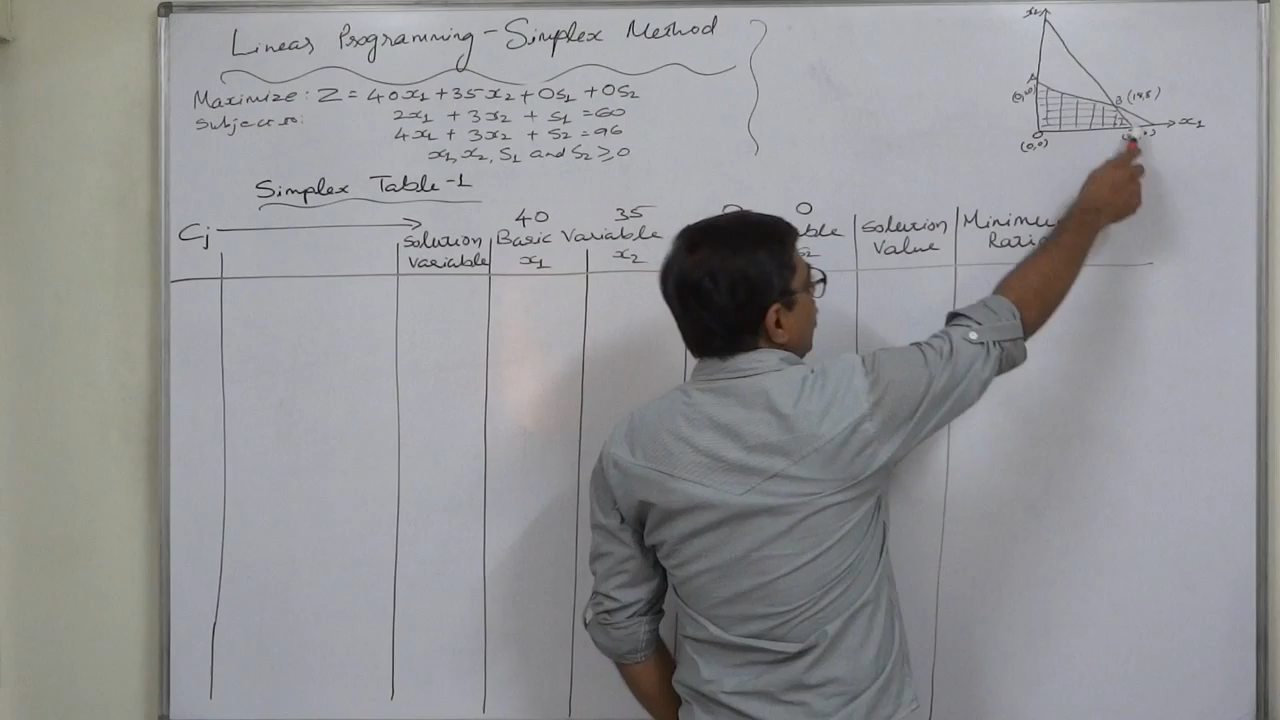 Linear Programming - Simplex Method
Maximize: Z = 40x₁ + 35x₂ + 0S₁ + 0S₂
Subject to:
2x₁ + 3x₂ + S₁ = 60
4x₁ + 3x₂ + S₂ = 96
x₁, x₂, S₁ and S₂ ≥ 0
Simplex Table-1
x₂
A
B (18,8)
x₁
O
(0,0)
Cj 40 35 0
Solution Variable
Basic Variable
x₁ x₂
Solution Value
Ratio